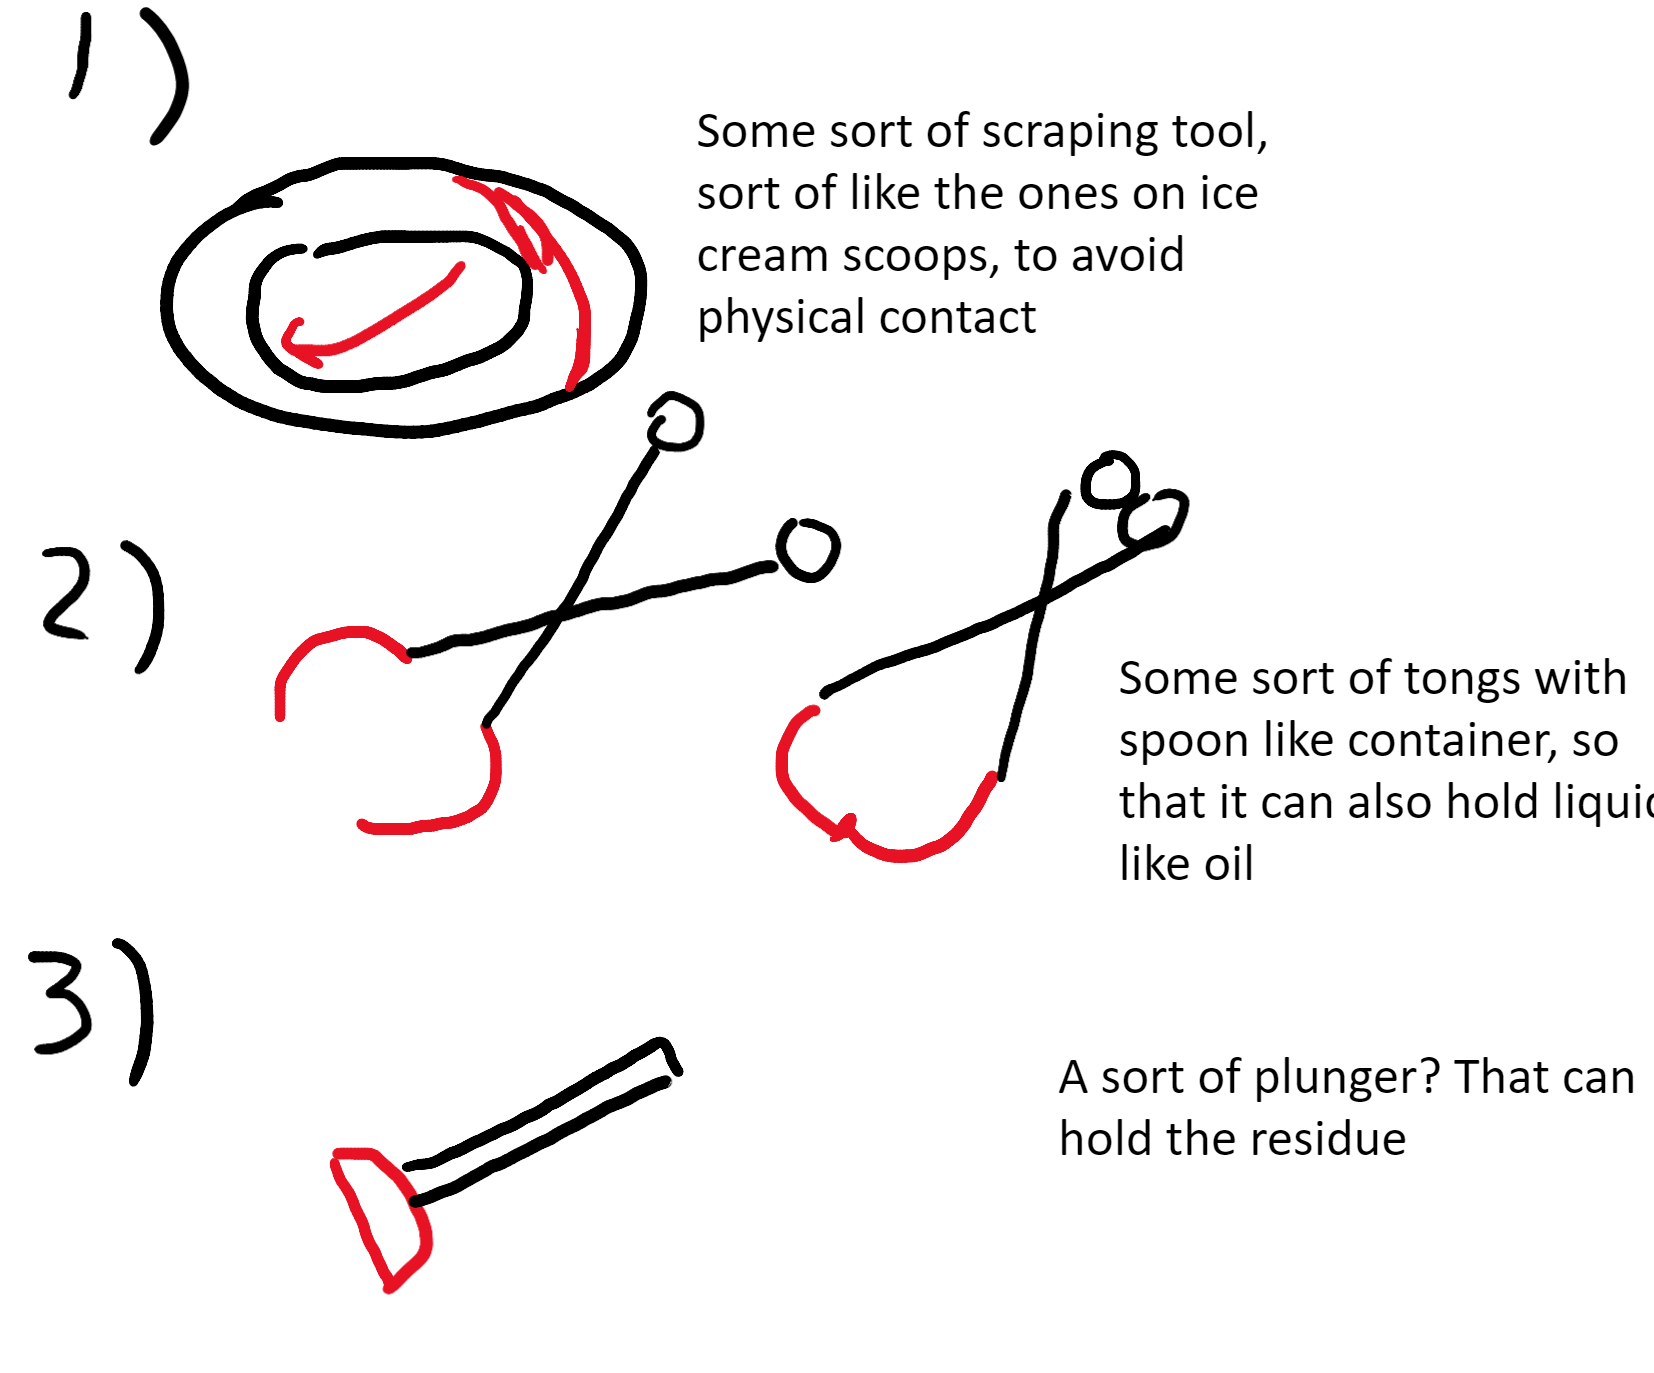 1)
Some sort of scraping tool,
sort of like the ones on ice
cream scoops, to avoid
physical contact
2)
Some sort of tongs with
spoon like container, so
that it can also hold
like oil
3)
A sort of plunger? That can
hold the residue